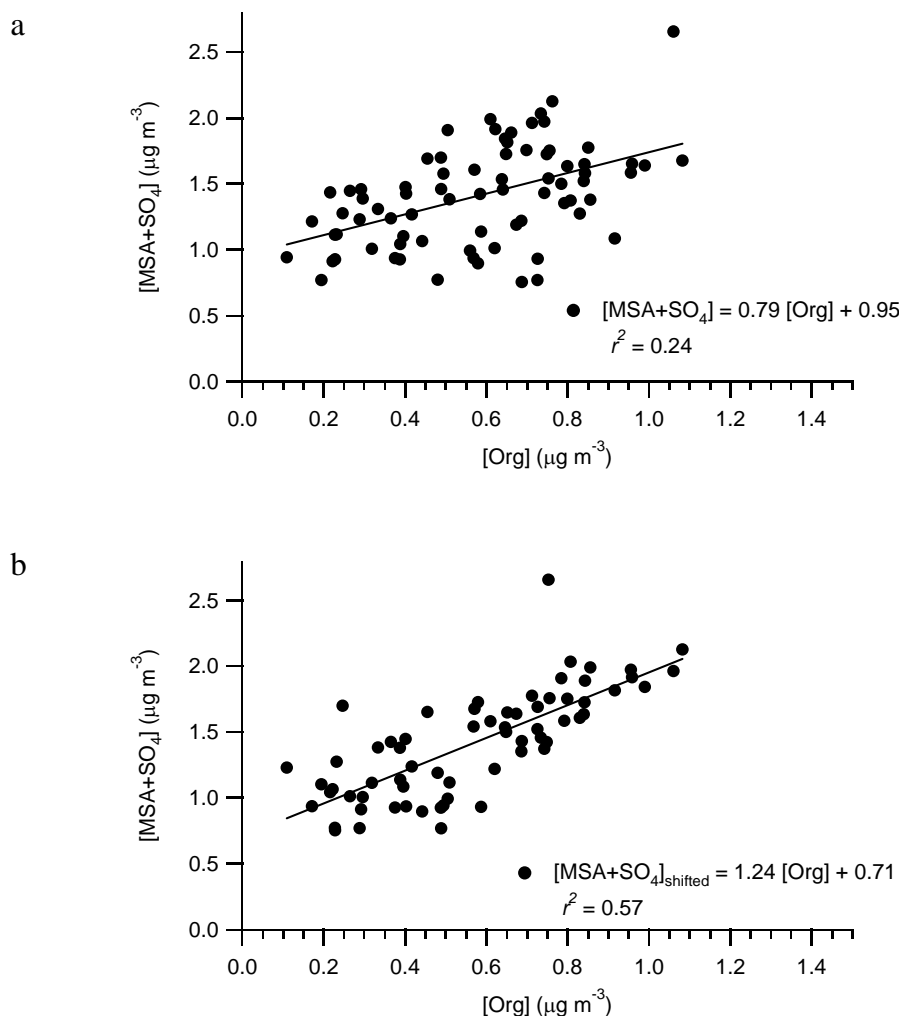 a
[MSA+SO₄] (µg m⁻³)
2.5
2.0
1.5
1.0
0.5
0.0
[MSA+SO₄] = 0.79 [Org] + 0.95
r² = 0.24
0.0 0.2 0.4 0.6 0.8 1.0 1.2 1.4
[Org] (µg m⁻³)
b
[MSA+SO₄] (µg m⁻³)
2.5
2.0
1.5
1.0
0.5
0.0
[MSA+SO₄]shifted = 1.24 [Org] + 0.71
r² = 0.57
0.0 0.2 0.4 0.6 0.8 1.0 1.2 1.4
[Org] (µg m⁻³)